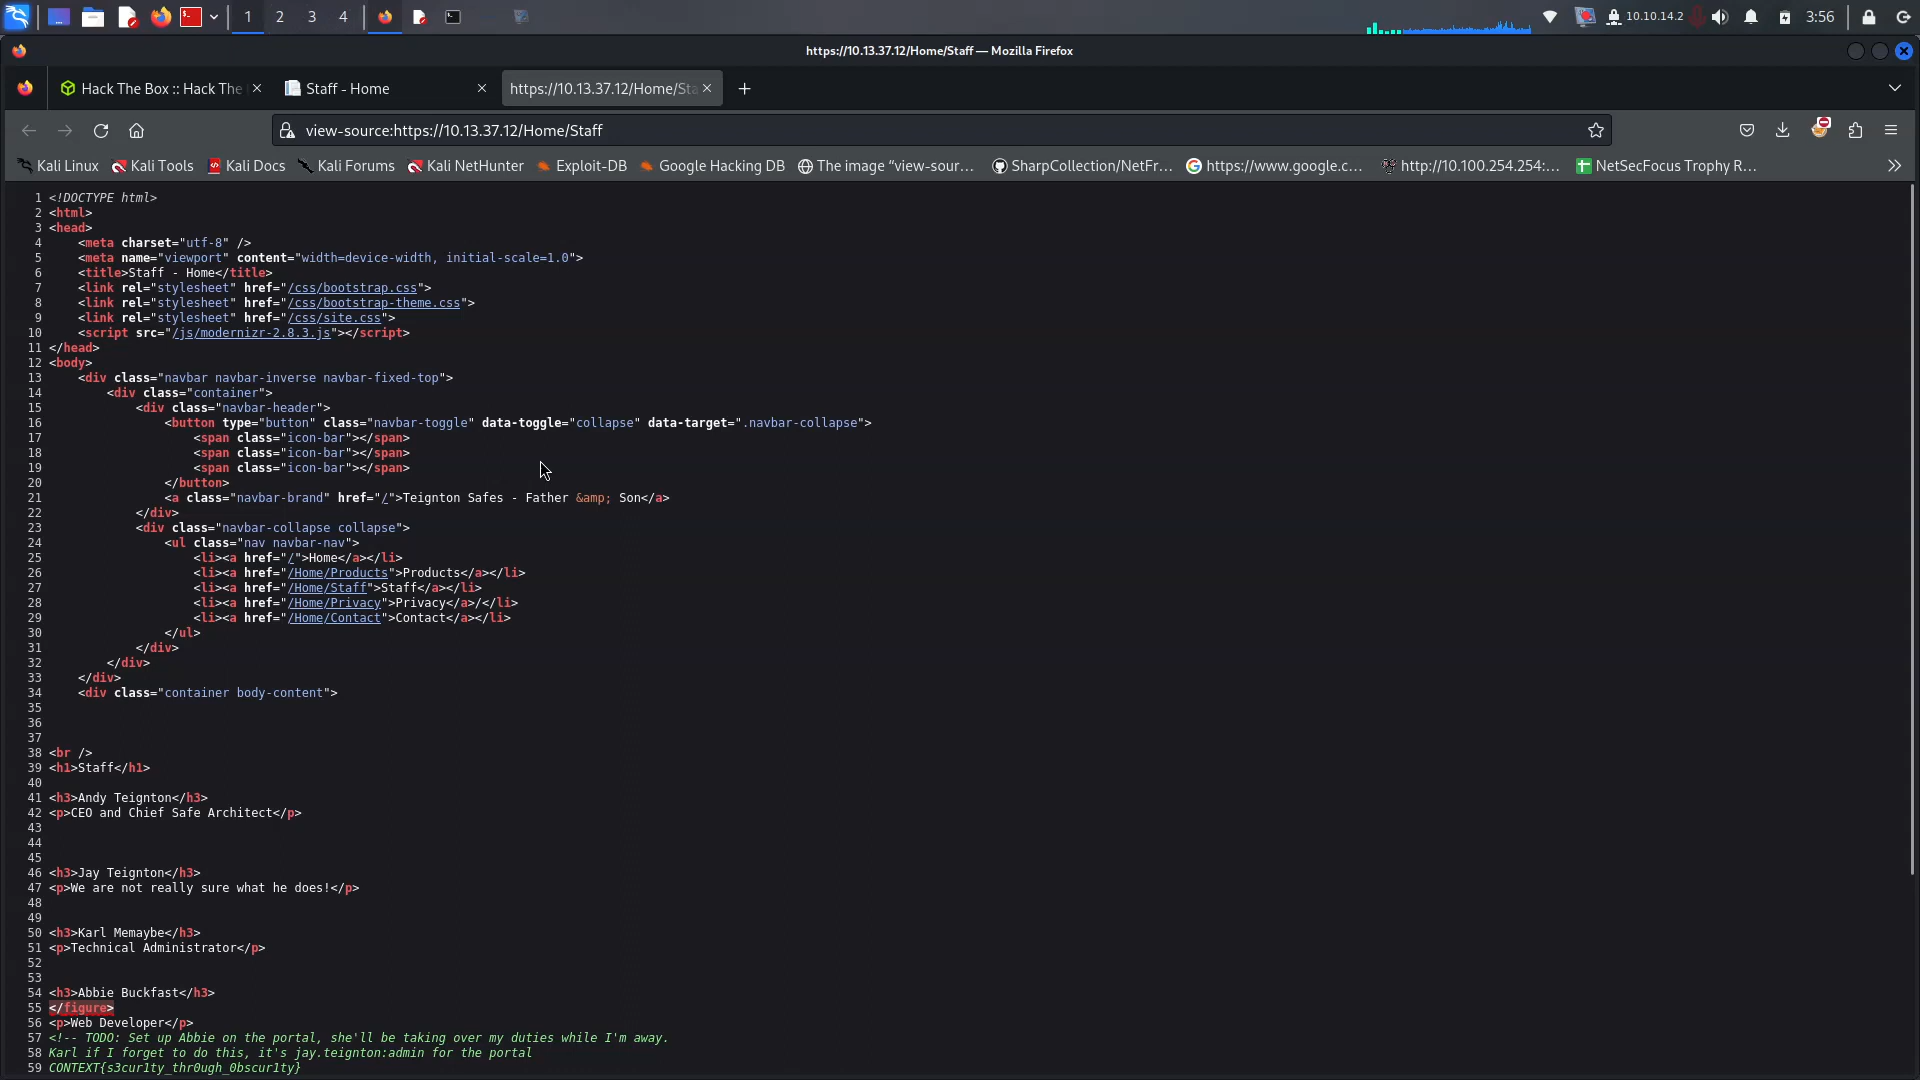 10.10.14.2
3:56
https://10.13.37.12/Home/Staff — Mozilla Firefox
Hack The Box :: Hack The
Staff - Home
https://10.13.37.12/Home/Sta
view-source:https://10.13.37.12/Home/Staff
Kali Linux Kali Tools Kali Docs Kali Forums Kali NetHunter Exploit-DB Google Hacking DB The image “view-sour… SharpCollection/NetFr… https://www.google.c… http://10.100.254.254:… NetSecFocus Trophy R…
1 <!DOCTYPE html>
2 <html>
3 <head>
4     <meta charset="utf-8" />
5     <meta name="viewport" content="width=device-width, initial-scale=1.0">
6     <title>Staff - Home</title>
7     <link rel="stylesheet" href="/css/bootstrap.css">
8     <link rel="stylesheet" href="/css/bootstrap-theme.css">
9     <link rel="stylesheet" href="/css/site.css">
10     <script src="/js/modernizr-2.8.3.js"></script>
11 </head>
12 <body>
13     <div class="navbar navbar-inverse navbar-fixed-top">
14         <div class="container">
15             <div class="navbar-header">
16                 <button type="button" class="navbar-toggle" data-toggle="collapse" data-target=".navbar-collapse">
17                     <span class="icon-bar"></span>
18                     <span class="icon-bar"></span>
19                     <span class="icon-bar"></span>
20                 </button>
21                 <a class="navbar-brand" href="/">Teignton Safes - Father &amp; Son</a>
22             </div>
23             <div class="navbar-collapse collapse">
24                 <ul class="nav navbar-nav">
25                     <li><a href="/">Home</a></li>
26                     <li><a href="/Home/Products">Products</a></li>
27                     <li><a href="/Home/Staff">Staff</a></li>
28                     <li><a href="/Home/Privacy">Privacy</a>/</li>
29                     <li><a href="/Home/Contact">Contact</a></li>
30                 </ul>
31             </div>
32         </div>
33     </div>
34     <div class="container body-content">
35
36
37
38 <br />
39 <h1>Staff</h1>
40
41 <h3>Andy Teignton</h3>
42 <p>CEO and Chief Safe Architect</p>
43
44
45
46 <h3>Jay Teignton</h3>
47 <p>We are not really sure what he does!</p>
48
49
50 <h3>Karl Memaybe</h3>
51 <p>Technical Administrator</p>
52
53
54 <h3>Abbie Buckfast</h3>
55 </figure>
56 <p>Web Developer</p>
57 <!-- TODO: Set up Abbie on the portal, she'll be taking over my duties while I'm away.
58 Karl if I forget to do this, it's jay.teignton:admin for the portal
59 CONTEXT{s3cur1ty_thr0ugh_0bscur1ty}